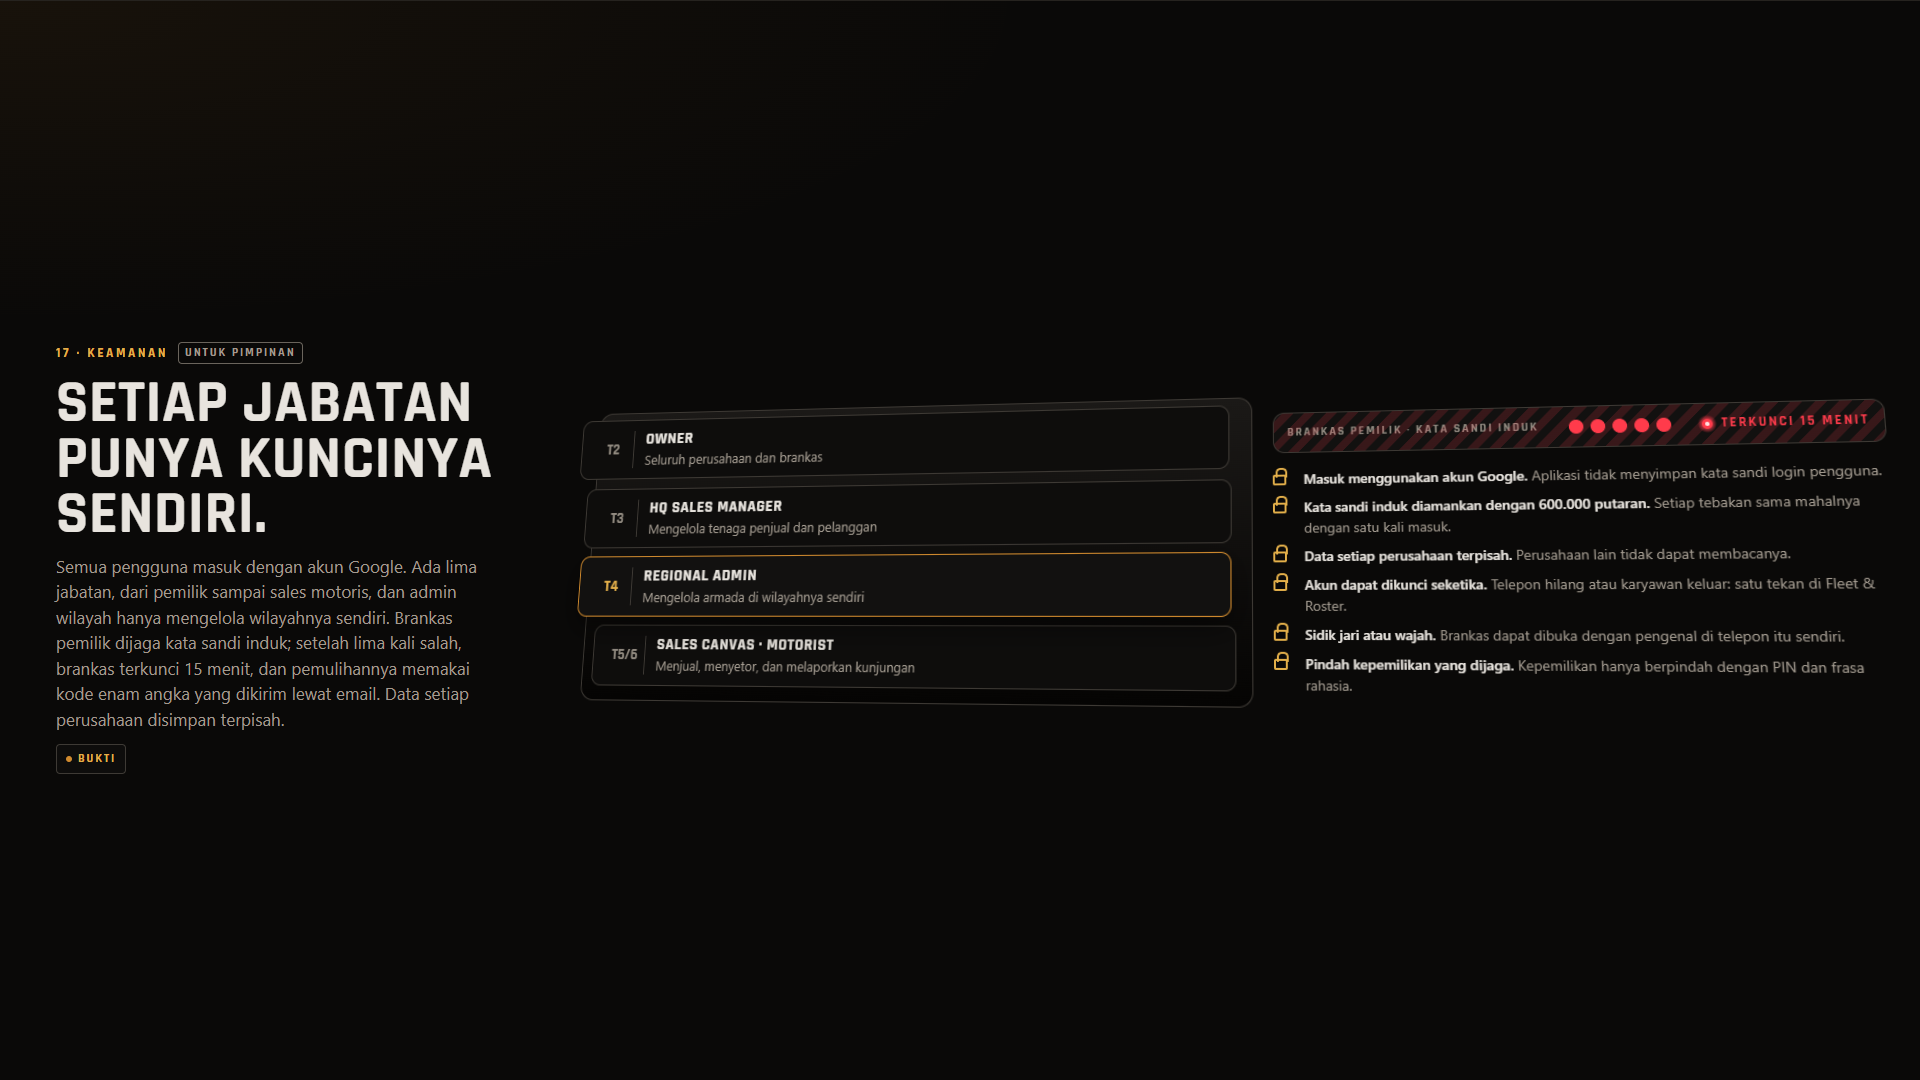 17 · KEAMANAN UNTUK PIMPINAN
SETIAP JABATAN
PUNYA KUNCINYA
SENDIRI.
Semua pengguna masuk dengan akun Google. Ada lima
jabatan, dari pemilik sampai sales motoris, dan admin
wilayah hanya mengelola wilayahnya sendiri. Brankas
pemilik dijaga kata sandi induk; setelah lima kali salah,
brankas terkunci 15 menit, dan pemulihannya memakai
kode enam angka yang dikirim lewat email. Data setiap
perusahaan disimpan terpisah.
BUKTI
T2
OWNER
Seluruh perusahaan dan brankas
T3
HQ SALES MANAGER
Mengelola tenaga penjual dan pelanggan
T4
REGIONAL ADMIN
Mengelola armada di wilayahnya sendiri
T5/6
SALES CANVAS · MOTORIST
Menjual, menyetor, dan melaporkan kunjungan
BRANKAS PEMILIK · KATA SANDI INDUK TERKUNCI 15 MENIT
Masuk menggunakan akun Google. Aplikasi tidak menyimpan kata sandi login pengguna.
Kata sandi induk diamankan dengan 600.000 putaran. Setiap tebakan sama mahalnya
dengan satu kali masuk.
Data setiap perusahaan terpisah. Perusahaan lain tidak dapat membacanya.
Akun dapat dikunci seketika. Telepon hilang atau karyawan keluar: satu tekan di Fleet &
Roster.
Sidik jari atau wajah. Brankas dapat dibuka dengan pengenal di telepon itu sendiri.
Pindah kepemilikan yang dijaga. Kepemilikan hanya berpindah dengan PIN dan frasa
rahasia.